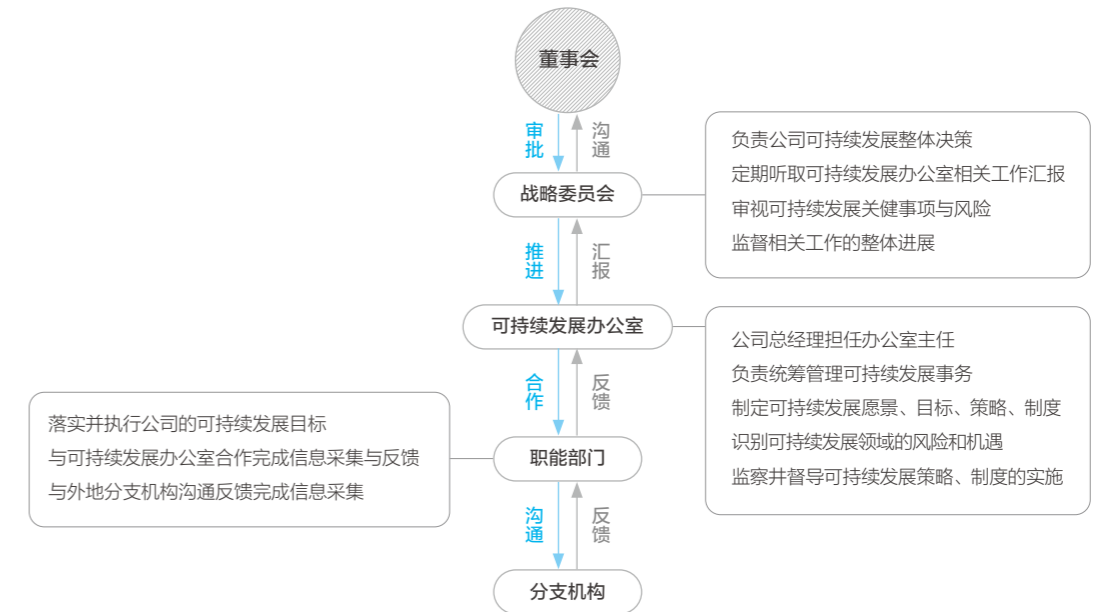 董事会
审批
沟通
战略委员会
负责公司可持续发展整体决策
定期听取可持续发展办公室相关工作汇报
审视可持续发展关健事项与风险
监督相关工作的整体进展
推进
汇报
可持续发展办公室
公司总经理担任办公室主任
负责统筹管理可持续发展事务
制定可持续发展愿景、目标、策略、制度
识别可持续发展领域的风险和机遇
监察井督导可持续发展策略、制度的实施
合作
反馈
职能部门
落实并执行公司的可持续发展目标
与可持续发展办公室合作完成信息采集与反馈
与外地分支机构沟通反馈完成信息采集
沟通
反馈
分支机构